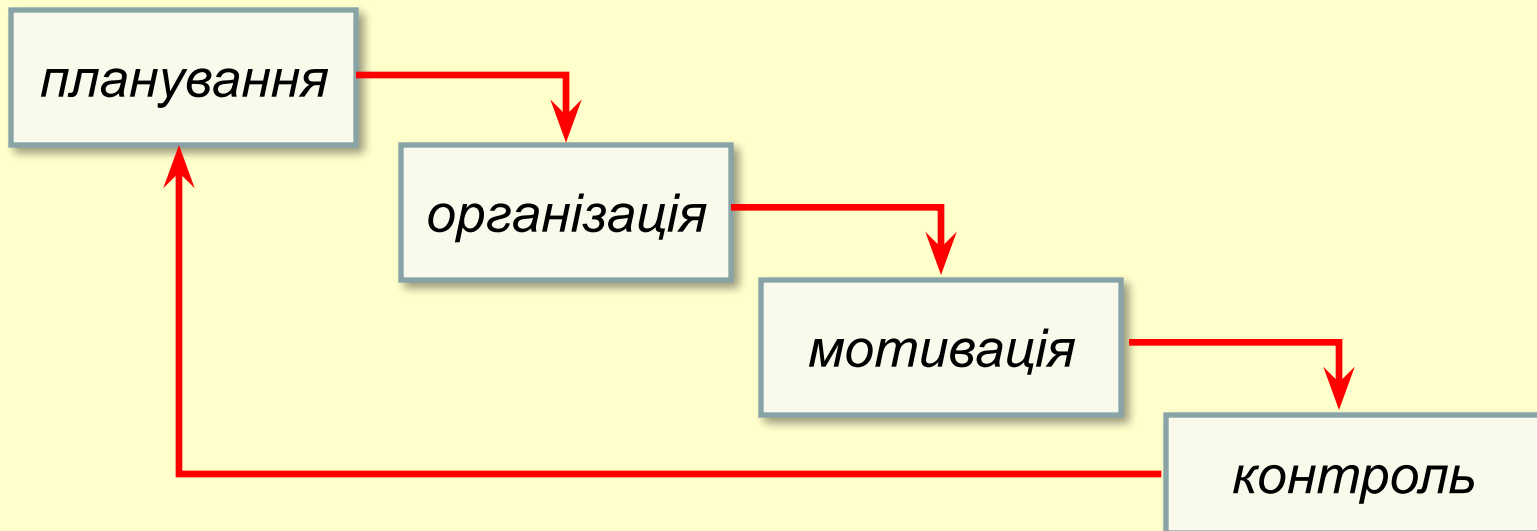 планування
організація
мотивація
контроль